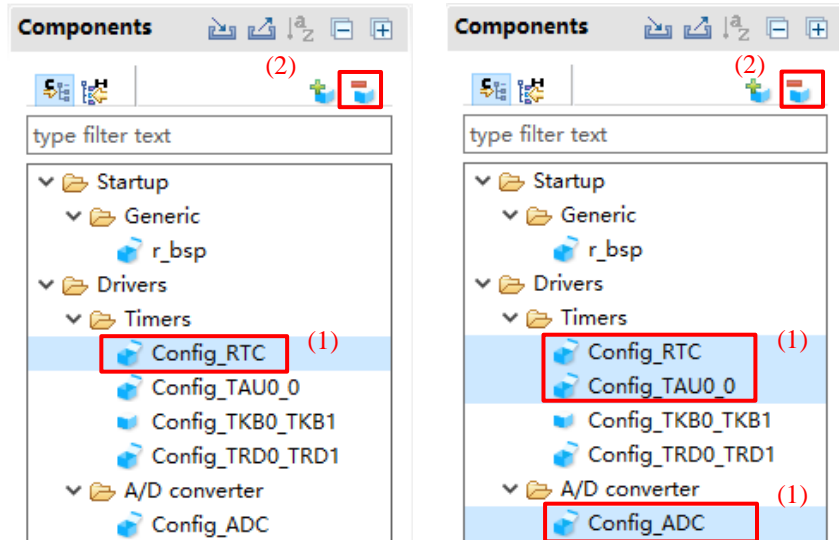 Components
(2)
type filter text
Startup
Generic
r_bsp
Drivers
Timers
Config_RTC (1)
Config_TAU0_0
Config_TKB0_TKB1
Config_TRD0_TRD1
A/D converter
Config_ADC
Components
(2)
type filter text
Startup
Generic
r_bsp
Drivers
Timers
Config_RTC (1)
Config_TAU0_0
Config_TKB0_TKB1
Config_TRD0_TRD1
A/D converter (1)
Config_ADC